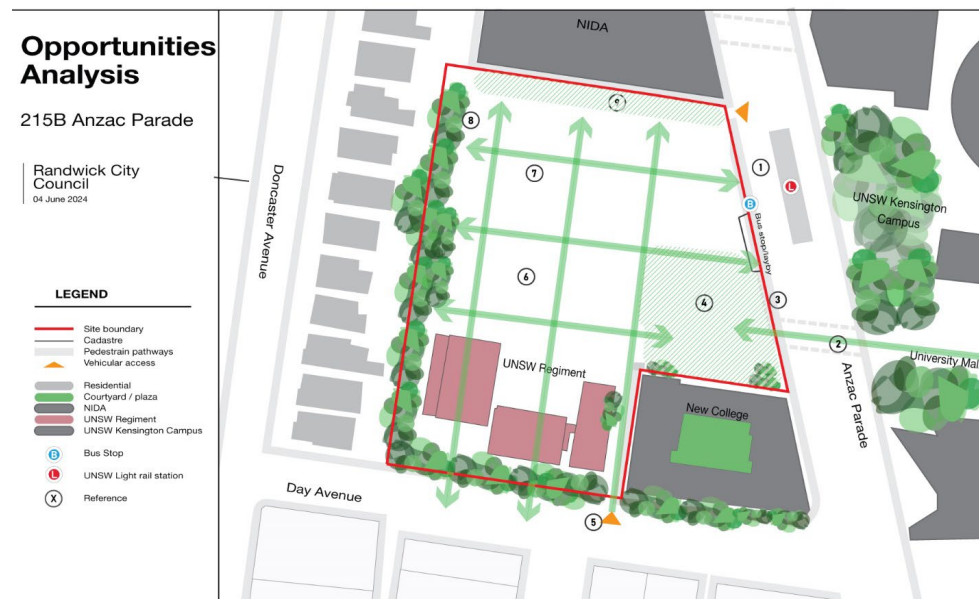 Opportunities
Analysis
215B Anzac Parade
Randwick City
Council
04 June 2024
LEGEND
Site boundary
Cadastre
Pedestrain pathways
Vehicular access
Residential
Courtyard / plaza
NIDA
UNSW Regiment
UNSW Kensington Campus
B
Bus Stop
L
UNSW Light rail station
X
Reference
Doncaster Avenue
Day Avenue
NIDA
9
8
7
1
L
B
Bus stop/layby
UNSW Kensington
Campus
6
4
3
2
University Mal
UNSW Regiment
New College
Anzac Parade
5